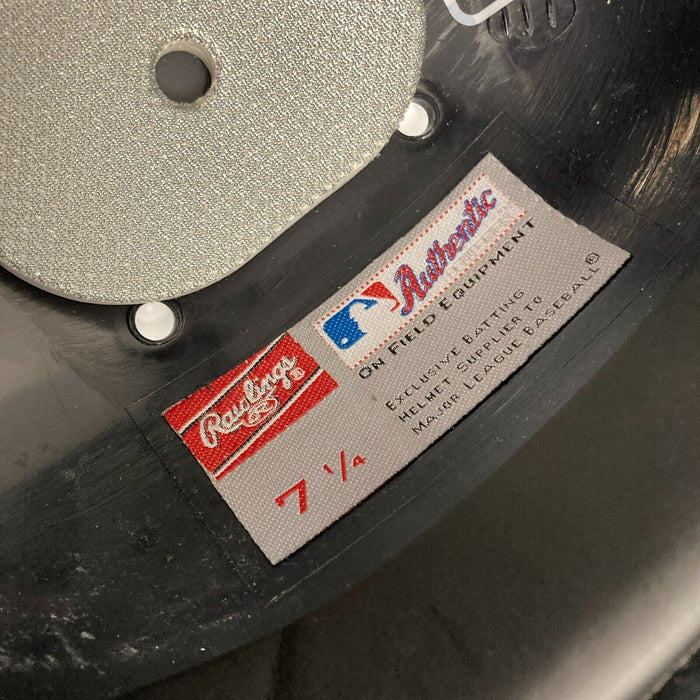 Rawlings®
R
7 1/4
Authentic
ON FIELD EQUIPMENT
EXCLUSIVE BATTING
HELMET SUPPLIER TO
MAJOR LEAGUE BASEBALL®